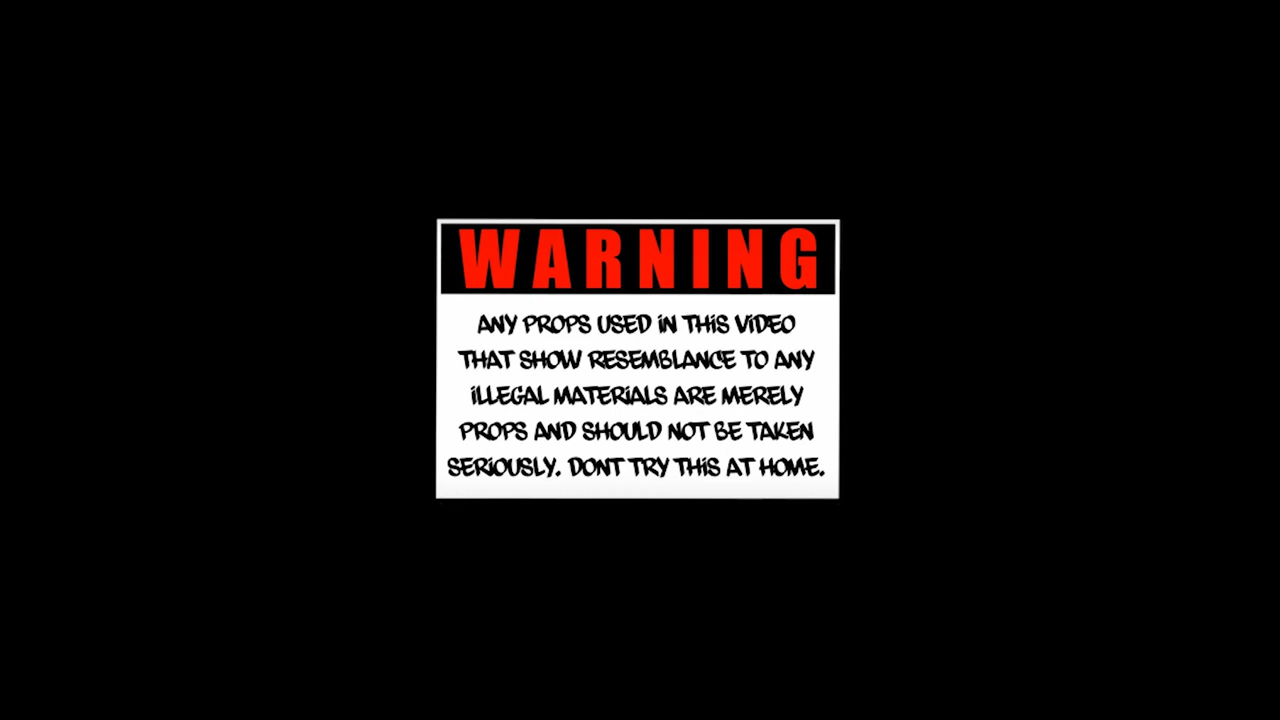 WARNING
ANY PROPS USED IN THIS VIDEO
THAT SHOW RESEMBLANCE TO ANY
ILLEGAL MATERIALS ARE MERELY
PROPS AND SHOULD NOT BE TAKEN
SERIOUSLY. DONT TRY THIS AT HOME.